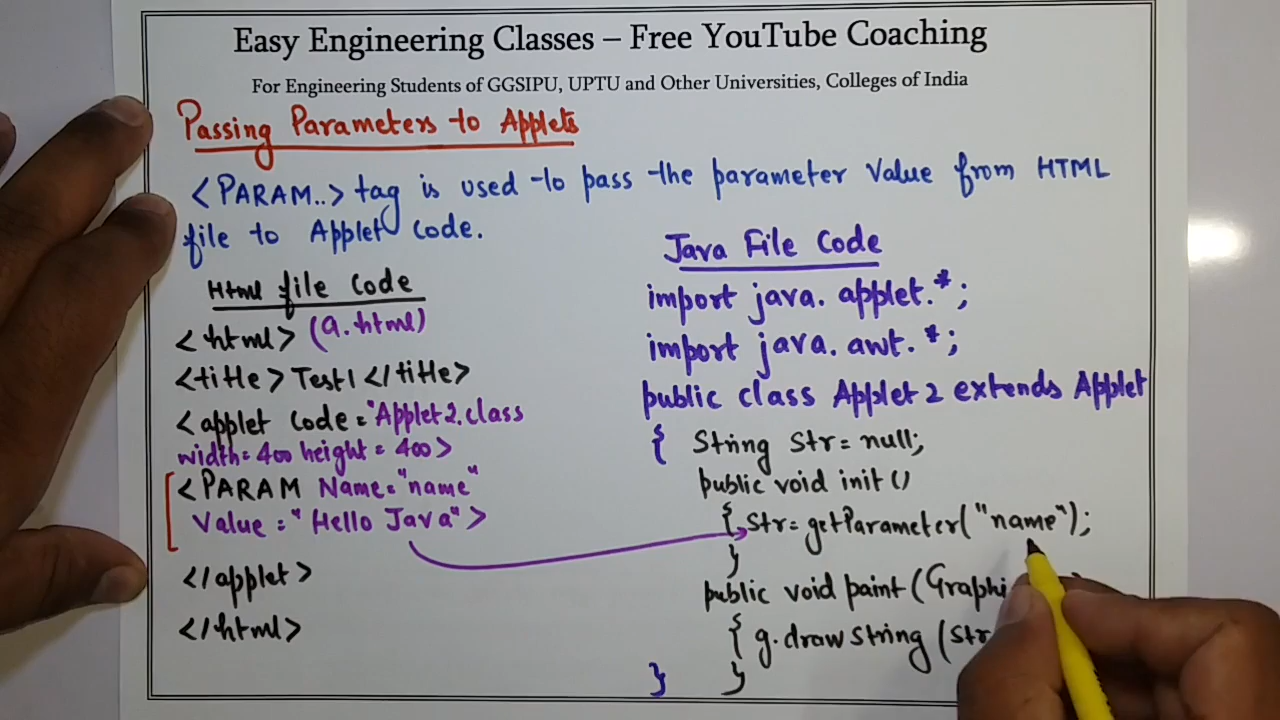 Easy Engineering Classes – Free YouTube Coaching
For Engineering Students of GGSIPU, UPTU and Other Universities, Colleges of India
Passing Parameters to Applets
<PARAM..> tag is used to pass the parameter Value from HTML
file to Applet Code.
Html file Code
<html> (a.html)
<title> Test1 </title>
<applet Code="Applet2.class
width=400 height=400>
<PARAM Name="name"
Value="Hello Java">
</applet>
</html>
Java File Code
import java.applet.*;
import java.awt.*;
public class Applet2 extends Applet
{ String Str=null;
public void init()
{ Str=getParameter("name");
}
public void paint(Graphi
{ g.drawString(Str
}
}